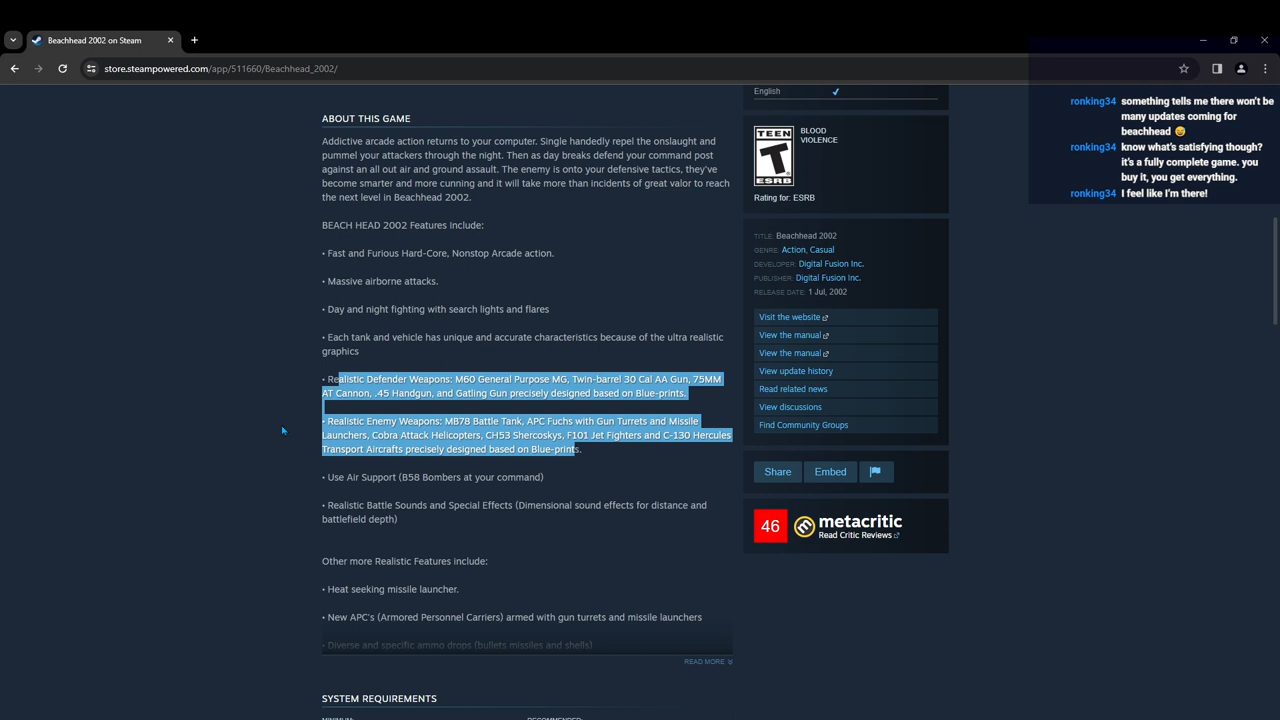 Beachhead 2002 on Steam
store.steampowered.com/app/511660/Beachhead_2002/
ABOUT THIS GAME
Addictive arcade action returns to your computer. Single handedly repel the onslaught and
pummel your attackers through the night. Then as day breaks defend your command post
against an all out air and ground assault. The enemy is onto your defensive tactics, they've
become smarter and more cunning and it will take more than incidents of great valor to reach
the next level in Beachhead 2002.
BEACH HEAD 2002 Features Include:
• Fast and Furious Hard-Core, Nonstop Arcade action.
• Massive airborne attacks.
• Day and night fighting with search lights and flares
• Each tank and vehicle has unique and accurate characteristics because of the ultra realistic
graphics
• Realistic Defender Weapons: M60 General Purpose MG, Twin-barrel 30 Cal AA Gun, 75MM
AT Cannon, .45 Handgun, and Gatling Gun precisely designed based on Blue-prints.
• Realistic Enemy Weapons: MB78 Battle Tank, APC Fuchs with Gun Turrets and Missile
Launchers, Cobra Attack Helicopters, CH53 Shercoskys, F101 Jet Fighters and C-130 Hercules
Transport Aircrafts precisely designed based on Blue-prints.
• Use Air Support (B58 Bombers at your command)
• Realistic Battle Sounds and Special Effects (Dimensional sound effects for distance and
battlefield depth)
Other more Realistic Features include:
• Heat seeking missile launcher.
• New APC's (Armored Personnel Carriers) armed with gun turrets and missile launchers
• Diverse and specific ammo drops (bullets missiles and shells)
READ MORE
SYSTEM REQUIREMENTS
MINIMUM:
RECOMMENDED:
English
TEEN
T
ESRB
BLOOD
VIOLENCE
Rating for: ESRB
TITLE: Beachhead 2002
GENRE: Action, Casual
DEVELOPER: Digital Fusion Inc.
PUBLISHER: Digital Fusion Inc.
RELEASE DATE: 1 Jul, 2002
Visit the website
View the manual
View the manual
View update history
Read related news
View discussions
Find Community Groups
Share
Embed
46
metacritic
Read Critic Reviews
ronking34 something tells me there won't be
many updates coming for
beachhead 😅
ronking34 know what's satisfying though?
it's a fully complete game. you
buy it, you get everything.
ronking34 I feel like I'm there!